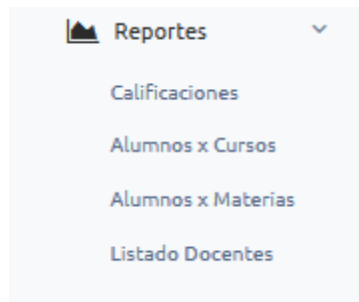 Reportes
Calificaciones
Alumnos x Cursos
Alumnos x Materias
Listado Docentes